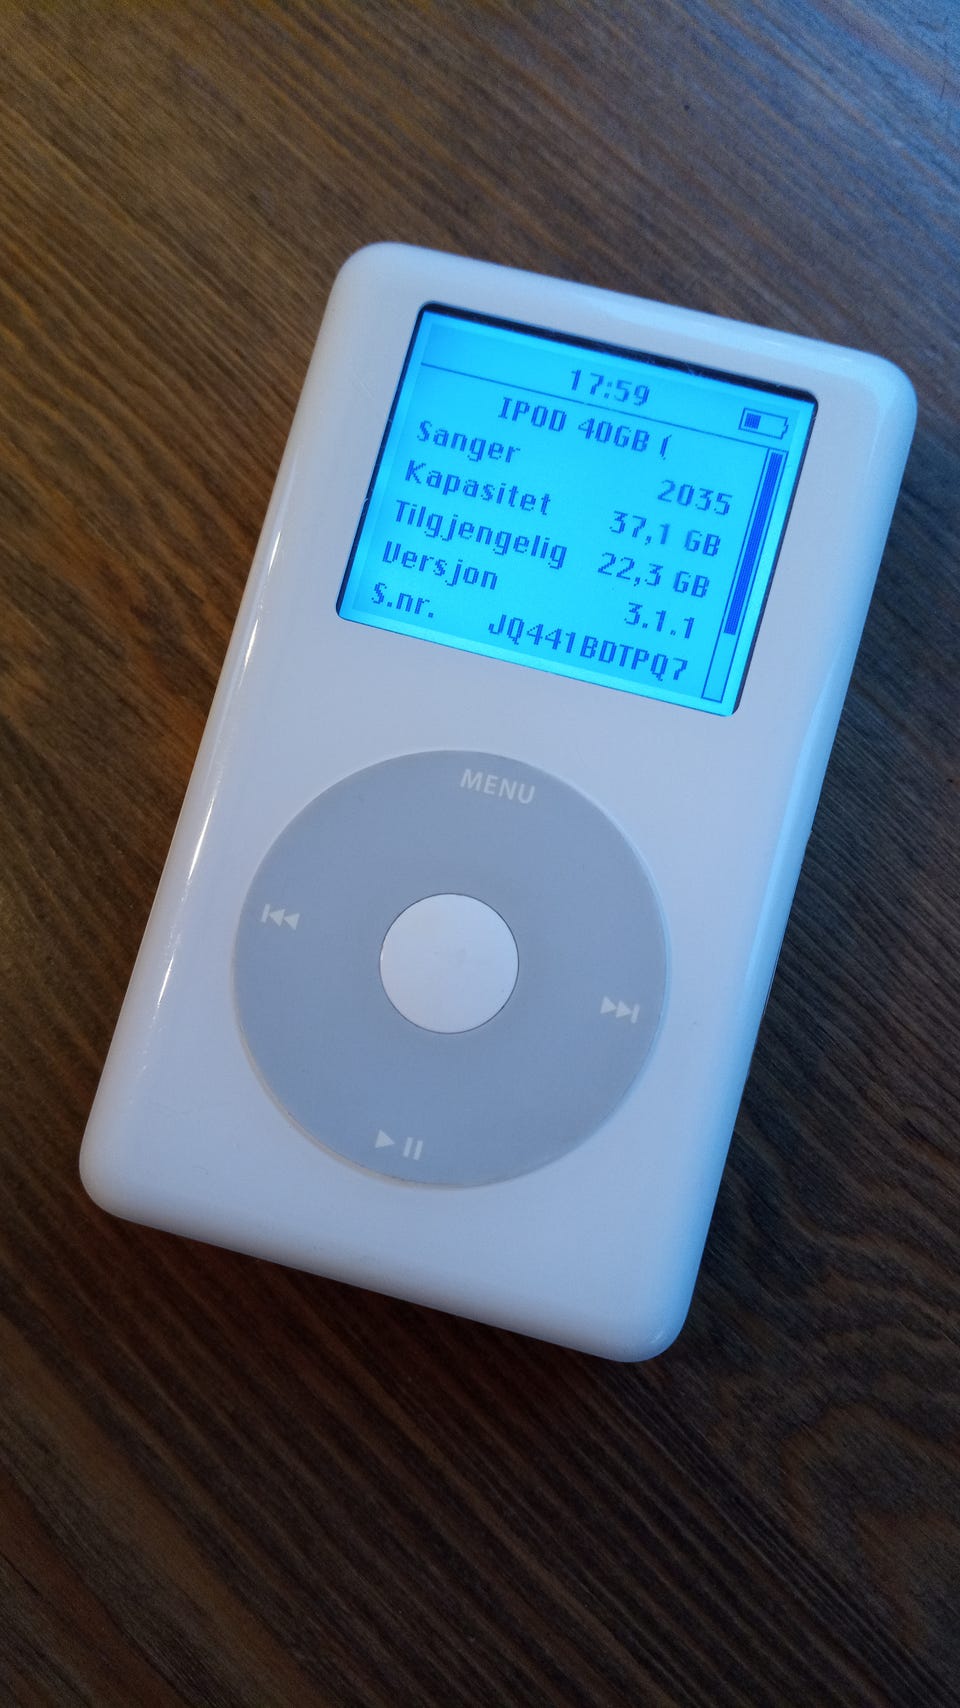 17:59
IPOD 40GB (
Sanger 2035
Kapasitet 37,1 GB
Tilgjengelig 22,3 GB
Versjon 3.1.1
S.nr. JQ441BDTPQ7
MENU